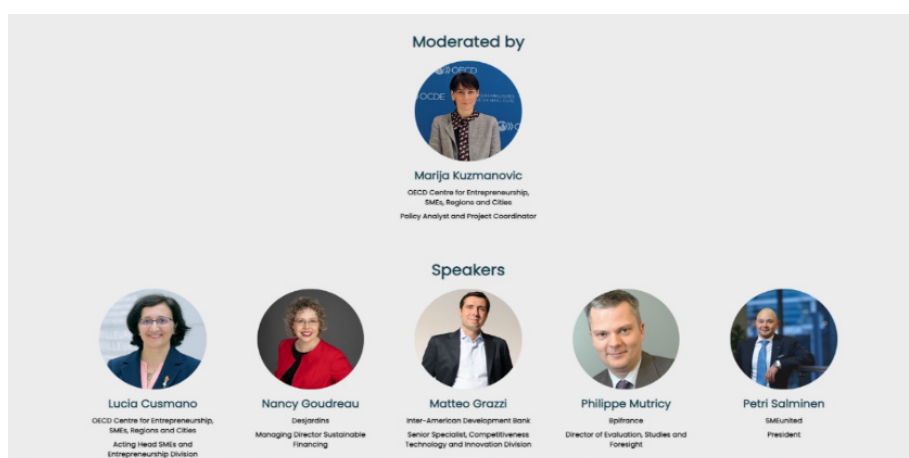 Moderated by
OECD
OCDE
Marija Kuzmanovic
OECD Centre for Entrepreneurship,
SMEs, Regions and Cities
Policy Analyst and Project Coordinator
Speakers
Lucia Cusmano
OECD Centre for Entrepreneurship,
SMEs, Regions and Cities
Acting Head SMEs and
Entrepreneurship Division
Nancy Goudreau
Desjardins
Managing Director Sustainable
Financing
Matteo Grazzi
Inter-American Development Bank
Senior Specialist, Competitiveness
Technology and Innovation Division
Philippe Mutricy
Bpifrance
Director of Evaluation, Studies and
Foresight
Petri Salminen
SMEunited
President